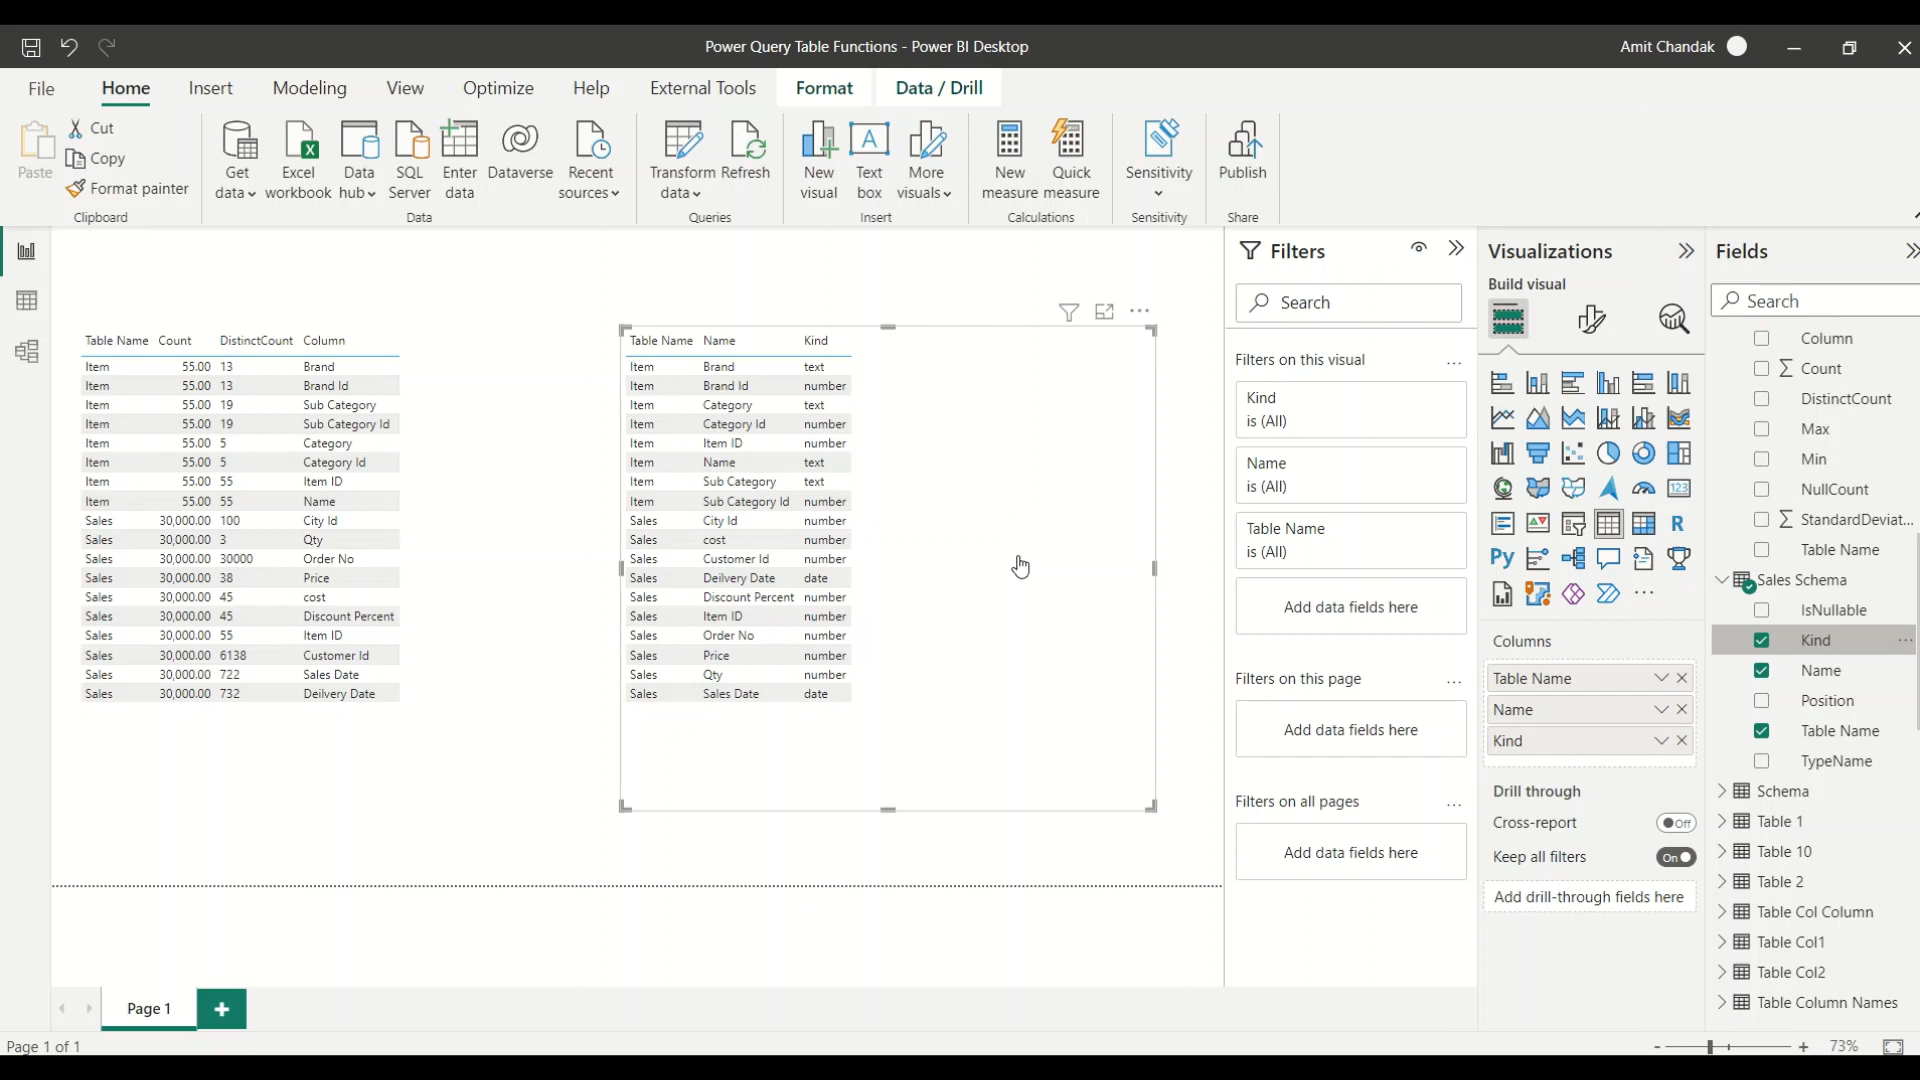 Power Query Table Functions - Power BI Desktop
Amit Chandak
File Home Insert Modeling View Optimize Help External Tools Format Data / Drill
Paste
Cut
Copy
Format painter
Clipboard
Get data
Excel workbook
Data hub
SQL Server
Enter data
Dataverse
Recent sources
Data
Transform data
Refresh
Queries
New visual
Text box
More visuals
Insert
New measure
Quick measure
Calculations
Sensitivity
Sensitivity
Publish
Share
Table Name Count DistinctCount Column
Item 55.00 13 Brand
Item 55.00 13 Brand Id
Item 55.00 19 Sub Category
Item 55.00 19 Sub Category Id
Item 55.00 5 Category
Item 55.00 5 Category Id
Item 55.00 55 Item ID
Item 55.00 55 Name
Sales 30,000.00 100 City Id
Sales 30,000.00 3 Qty
Sales 30,000.00 30000 Order No
Sales 30,000.00 38 Price
Sales 30,000.00 45 cost
Sales 30,000.00 45 Discount Percent
Sales 30,000.00 55 Item ID
Sales 30,000.00 6138 Customer Id
Sales 30,000.00 722 Sales Date
Sales 30,000.00 732 Deilvery Date
Table Name Name Kind
Item Brand text
Item Brand Id number
Item Category text
Item Category Id number
Item Item ID number
Item Name text
Item Sub Category text
Item Sub Category Id number
Sales City Id number
Sales cost number
Sales Customer Id number
Sales Deilvery Date date
Sales Discount Percent number
Sales Item ID number
Sales Order No number
Sales Price number
Sales Qty number
Sales Sales Date date
Filters
Search
Filters on this visual
Kind
is (All)
Name
is (All)
Table Name
is (All)
Add data fields here
Filters on this page
Add data fields here
Filters on all pages
Add data fields here
Visualizations
Build visual
123
R
Py
Columns
Table Name
Name
Kind
Drill through
Cross-report Off
Keep all filters On
Add drill-through fields here
Fields
Search
Column
Count
DistinctCount
Max
Min
NullCount
StandardDeviat...
Table Name
Sales Schema
IsNullable
Kind
Name
Position
Table Name
TypeName
Schema
Table 1
Table 10
Table 2
Table Col Column
Table Col1
Table Col2
Table Column Names
Page 1
Page 1 of 1
73%